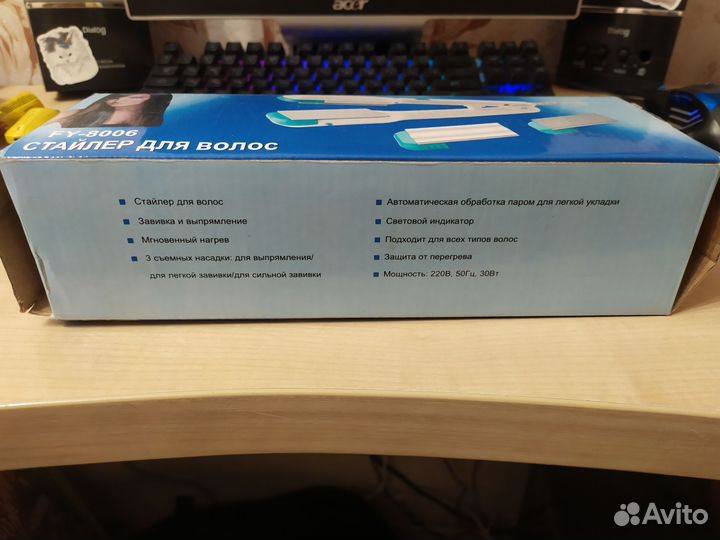 acer
Dialog
Dialog
FY-8006
СТАЙЛЕР ДЛЯ ВОЛОС
Стайлер для волос
Завивка и выпрямление
Мгновенный нагрев
3 съемных насадки: для выпрямления/
для легкой завивки/для сильной завивки
Автоматическая обработка паром для легкой укладки
Световой индикатор
Подходит для всех типов волос
Защита от перегрева
Мощность: 220В, 50Гц, 30Вт
Avito